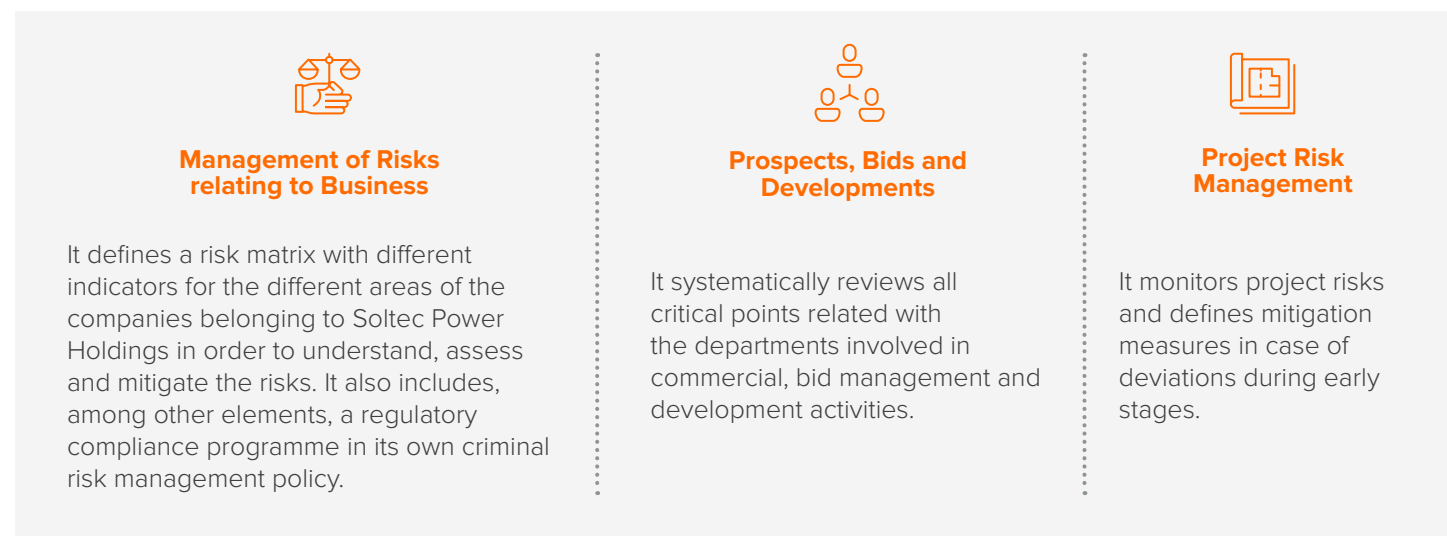 Management of Risks
relating to Business
It defines a risk matrix with different
indicators for the different areas of the
companies belonging to Soltec Power
Holdings in order to understand, assess
and mitigate the risks. It also includes,
among other elements, a regulatory
compliance programme in its own criminal
risk management policy.
Prospects, Bids and
Developments
It systematically reviews all
critical points related with
the departments involved in
commercial, bid management and
development activities.
Project Risk
Management
It monitors project risks
and defines mitigation
measures in case of
deviations during early
stages.